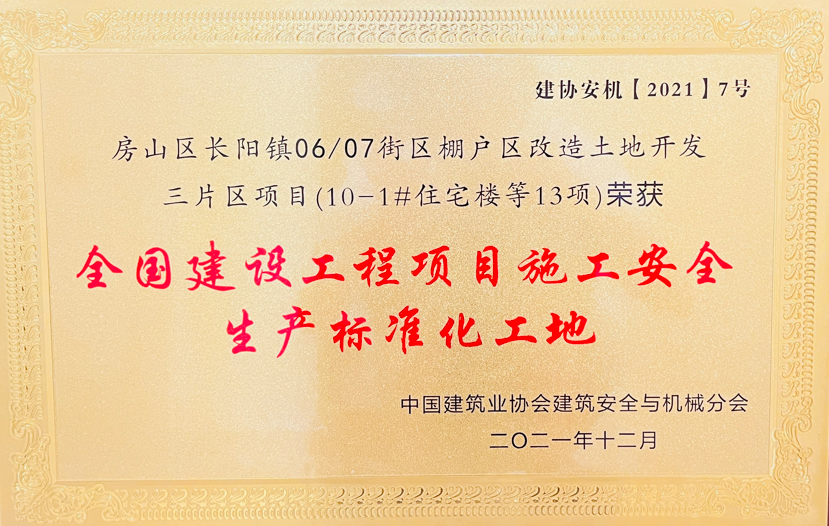 建协安机【2021】7号
房山区长阳镇06/07街区棚户区改造土地开发
三片区项目(10-1#住宅楼等13项)荣获
全国建设工程项目施工安全
生产标准化工地
中国建筑业协会建筑安全与机械分会
二〇二一年十二月